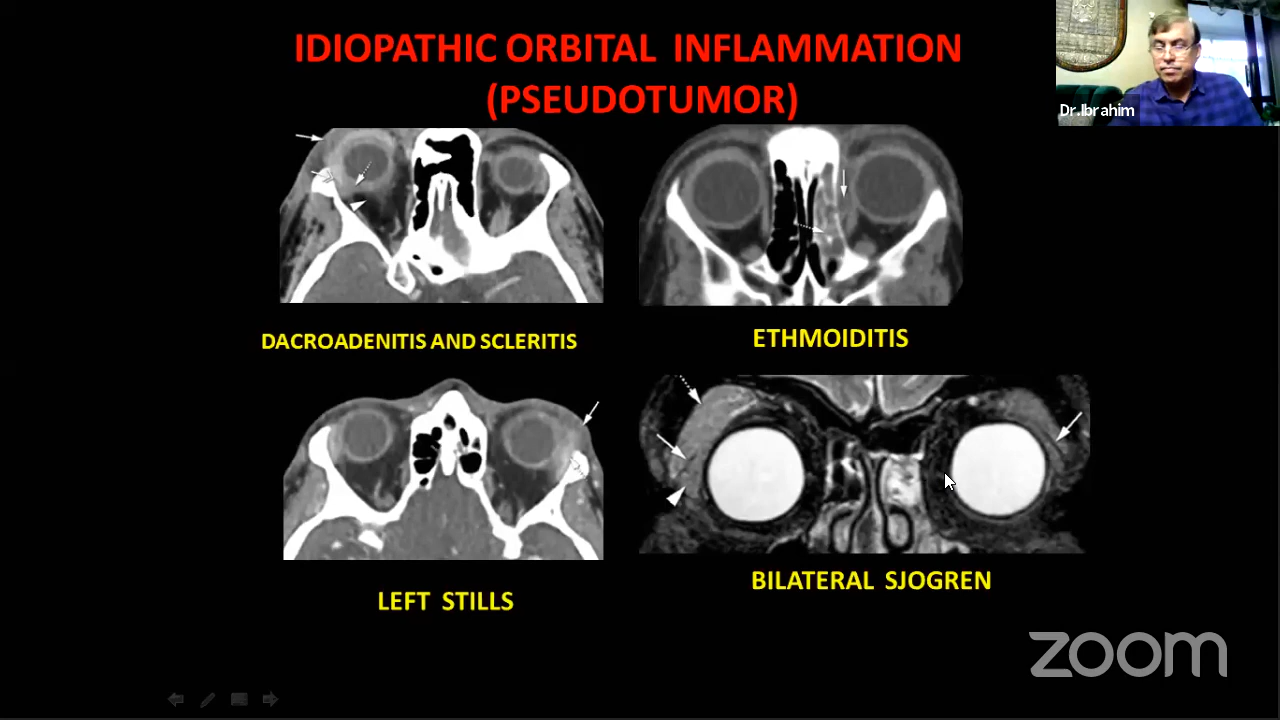 IDIOPATHIC ORBITAL INFLAMMATION
(PSEUDOTUMOR)
Dr.Ibrahim
DACROADENITIS AND SCLERITIS
ETHMOIDITIS
LEFT STILLS
BILATERAL SJOGREN
zoom